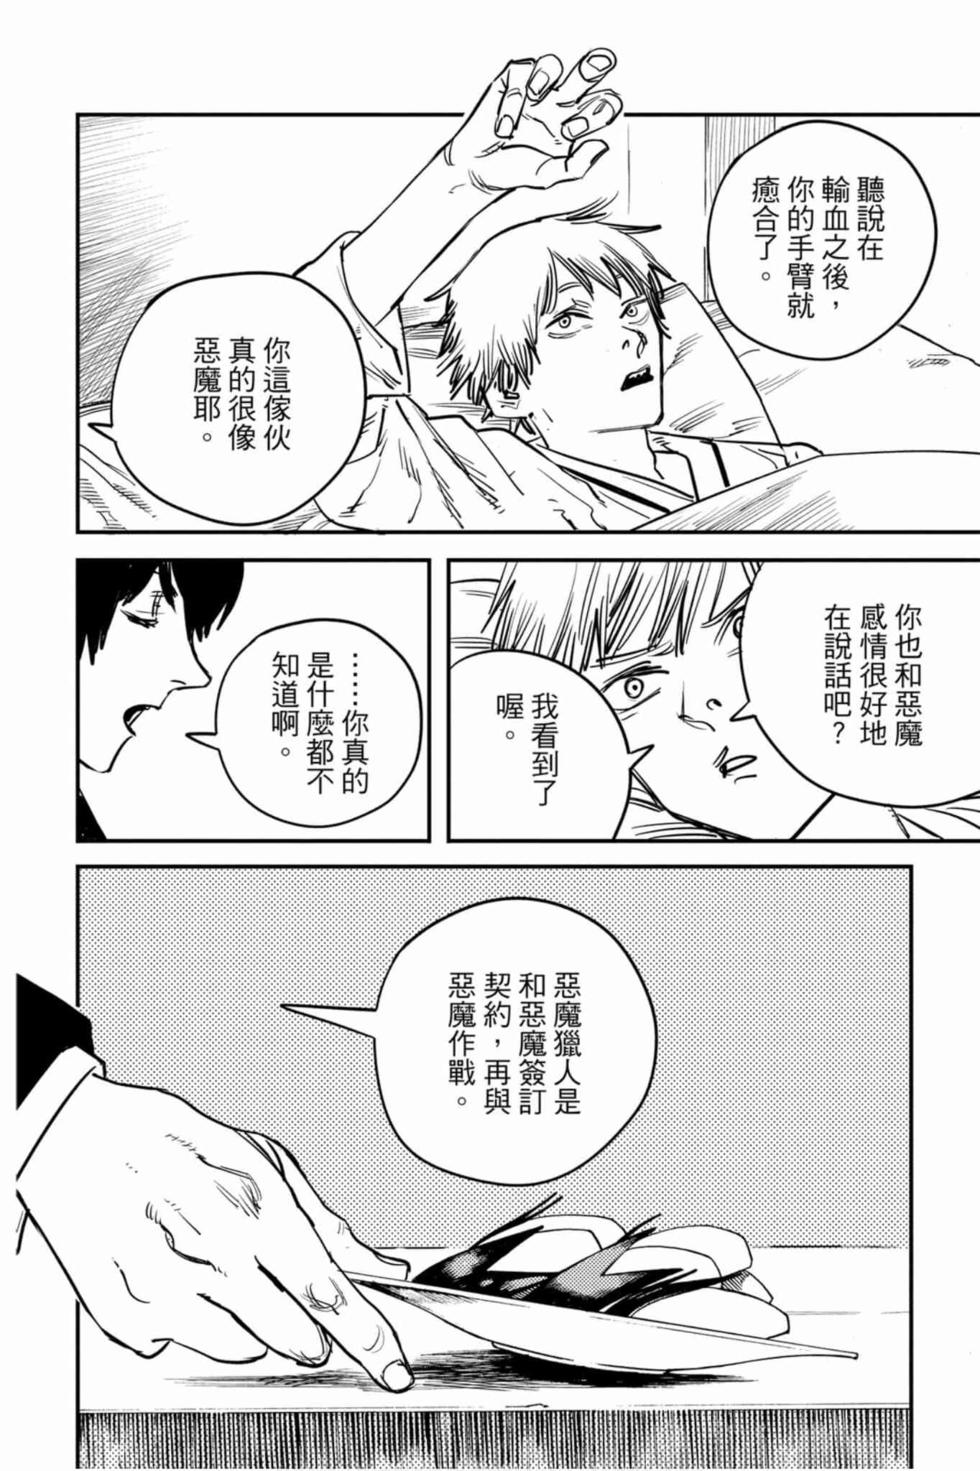 聽說在
輸血之後，
你的手臂就
癒合了。
你這傢伙
真的很像
惡魔耶。
你也和惡魔
感情很好地
在說話吧？
我看到了
喔。
……你真的
是什麼都不
知道啊。
惡魔獵人是
和惡魔簽訂
契約，再與
惡魔作戰。